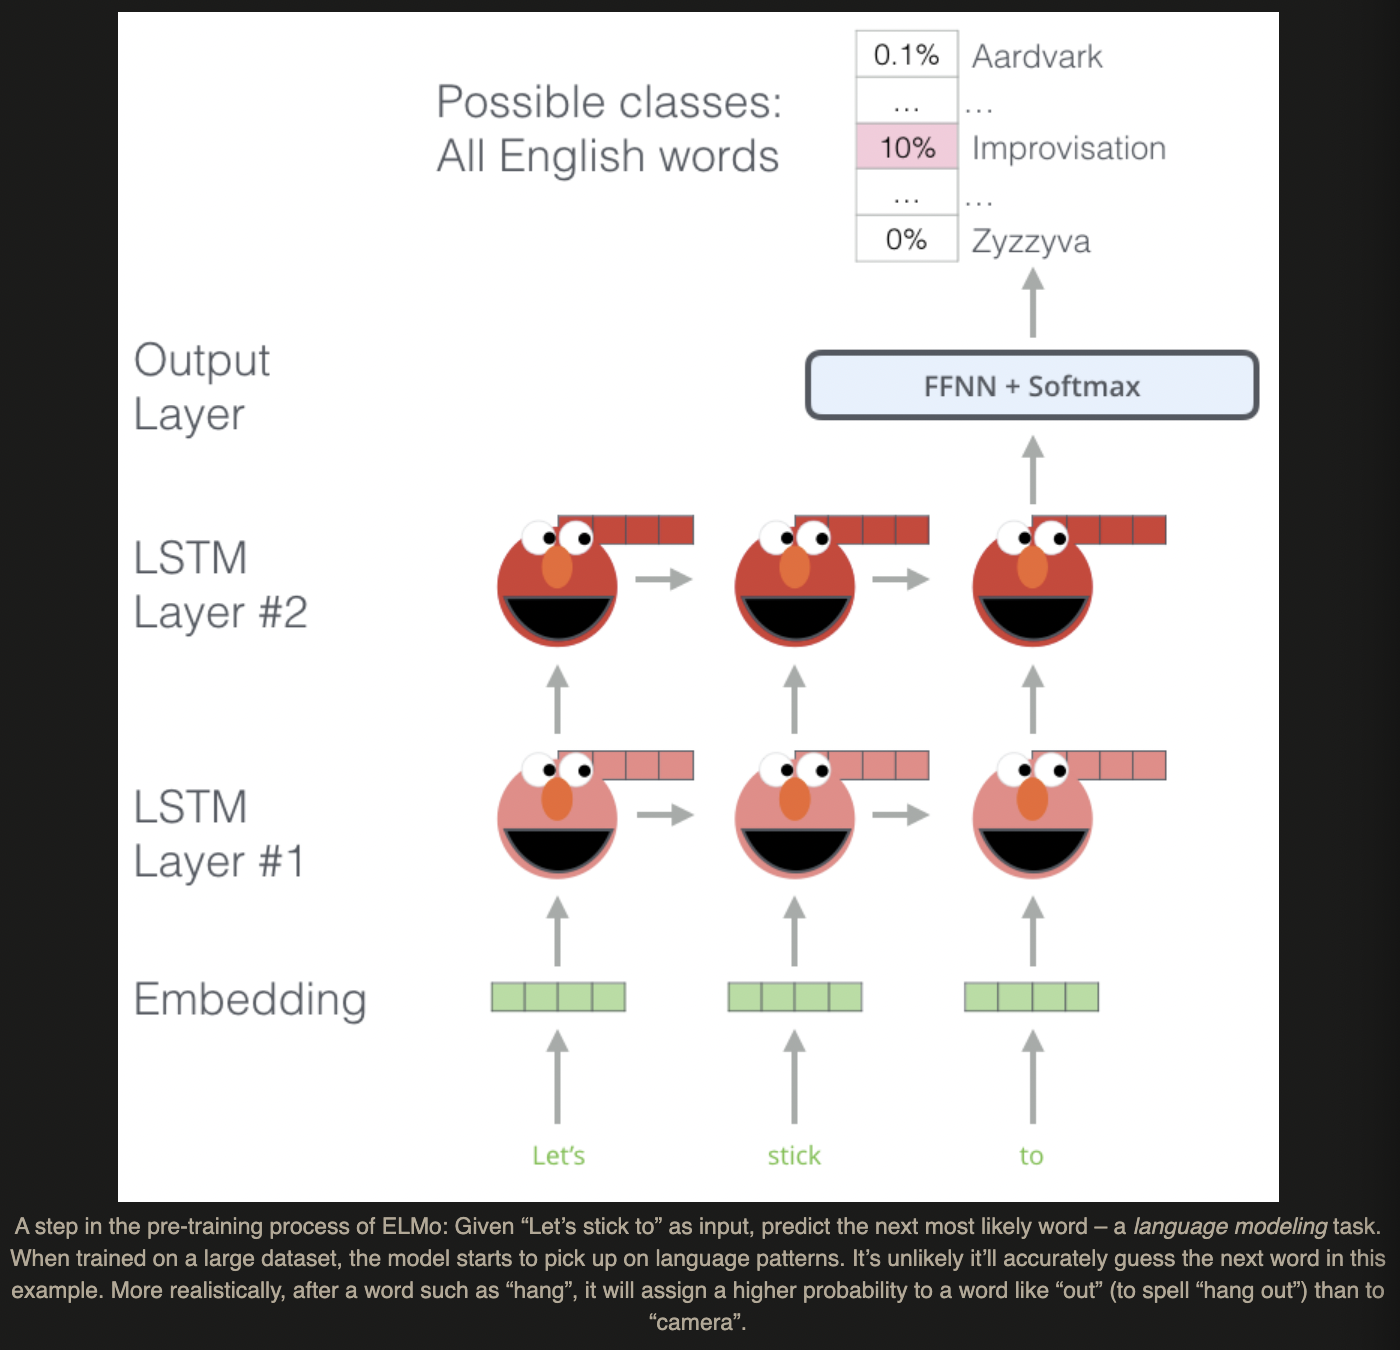 0.1% Aardvark
... ...
Possible classes:
All English words
10% Improvisation
... ...
0% Zyzzyva
Output
Layer
FFNN + Softmax
LSTM
Layer #2
LSTM
Layer #1
Embedding
Let’s stick to
A step in the pre-training process of ELMo: Given “Let’s stick to” as input, predict the next most likely word – a language modeling task.
When trained on a large dataset, the model starts to pick up on language patterns. It’s unlikely it’ll accurately guess the next word in this
example. More realistically, after a word such as “hang”, it will assign a higher probability to a word like “out” (to spell “hang out”) than to
“camera”.